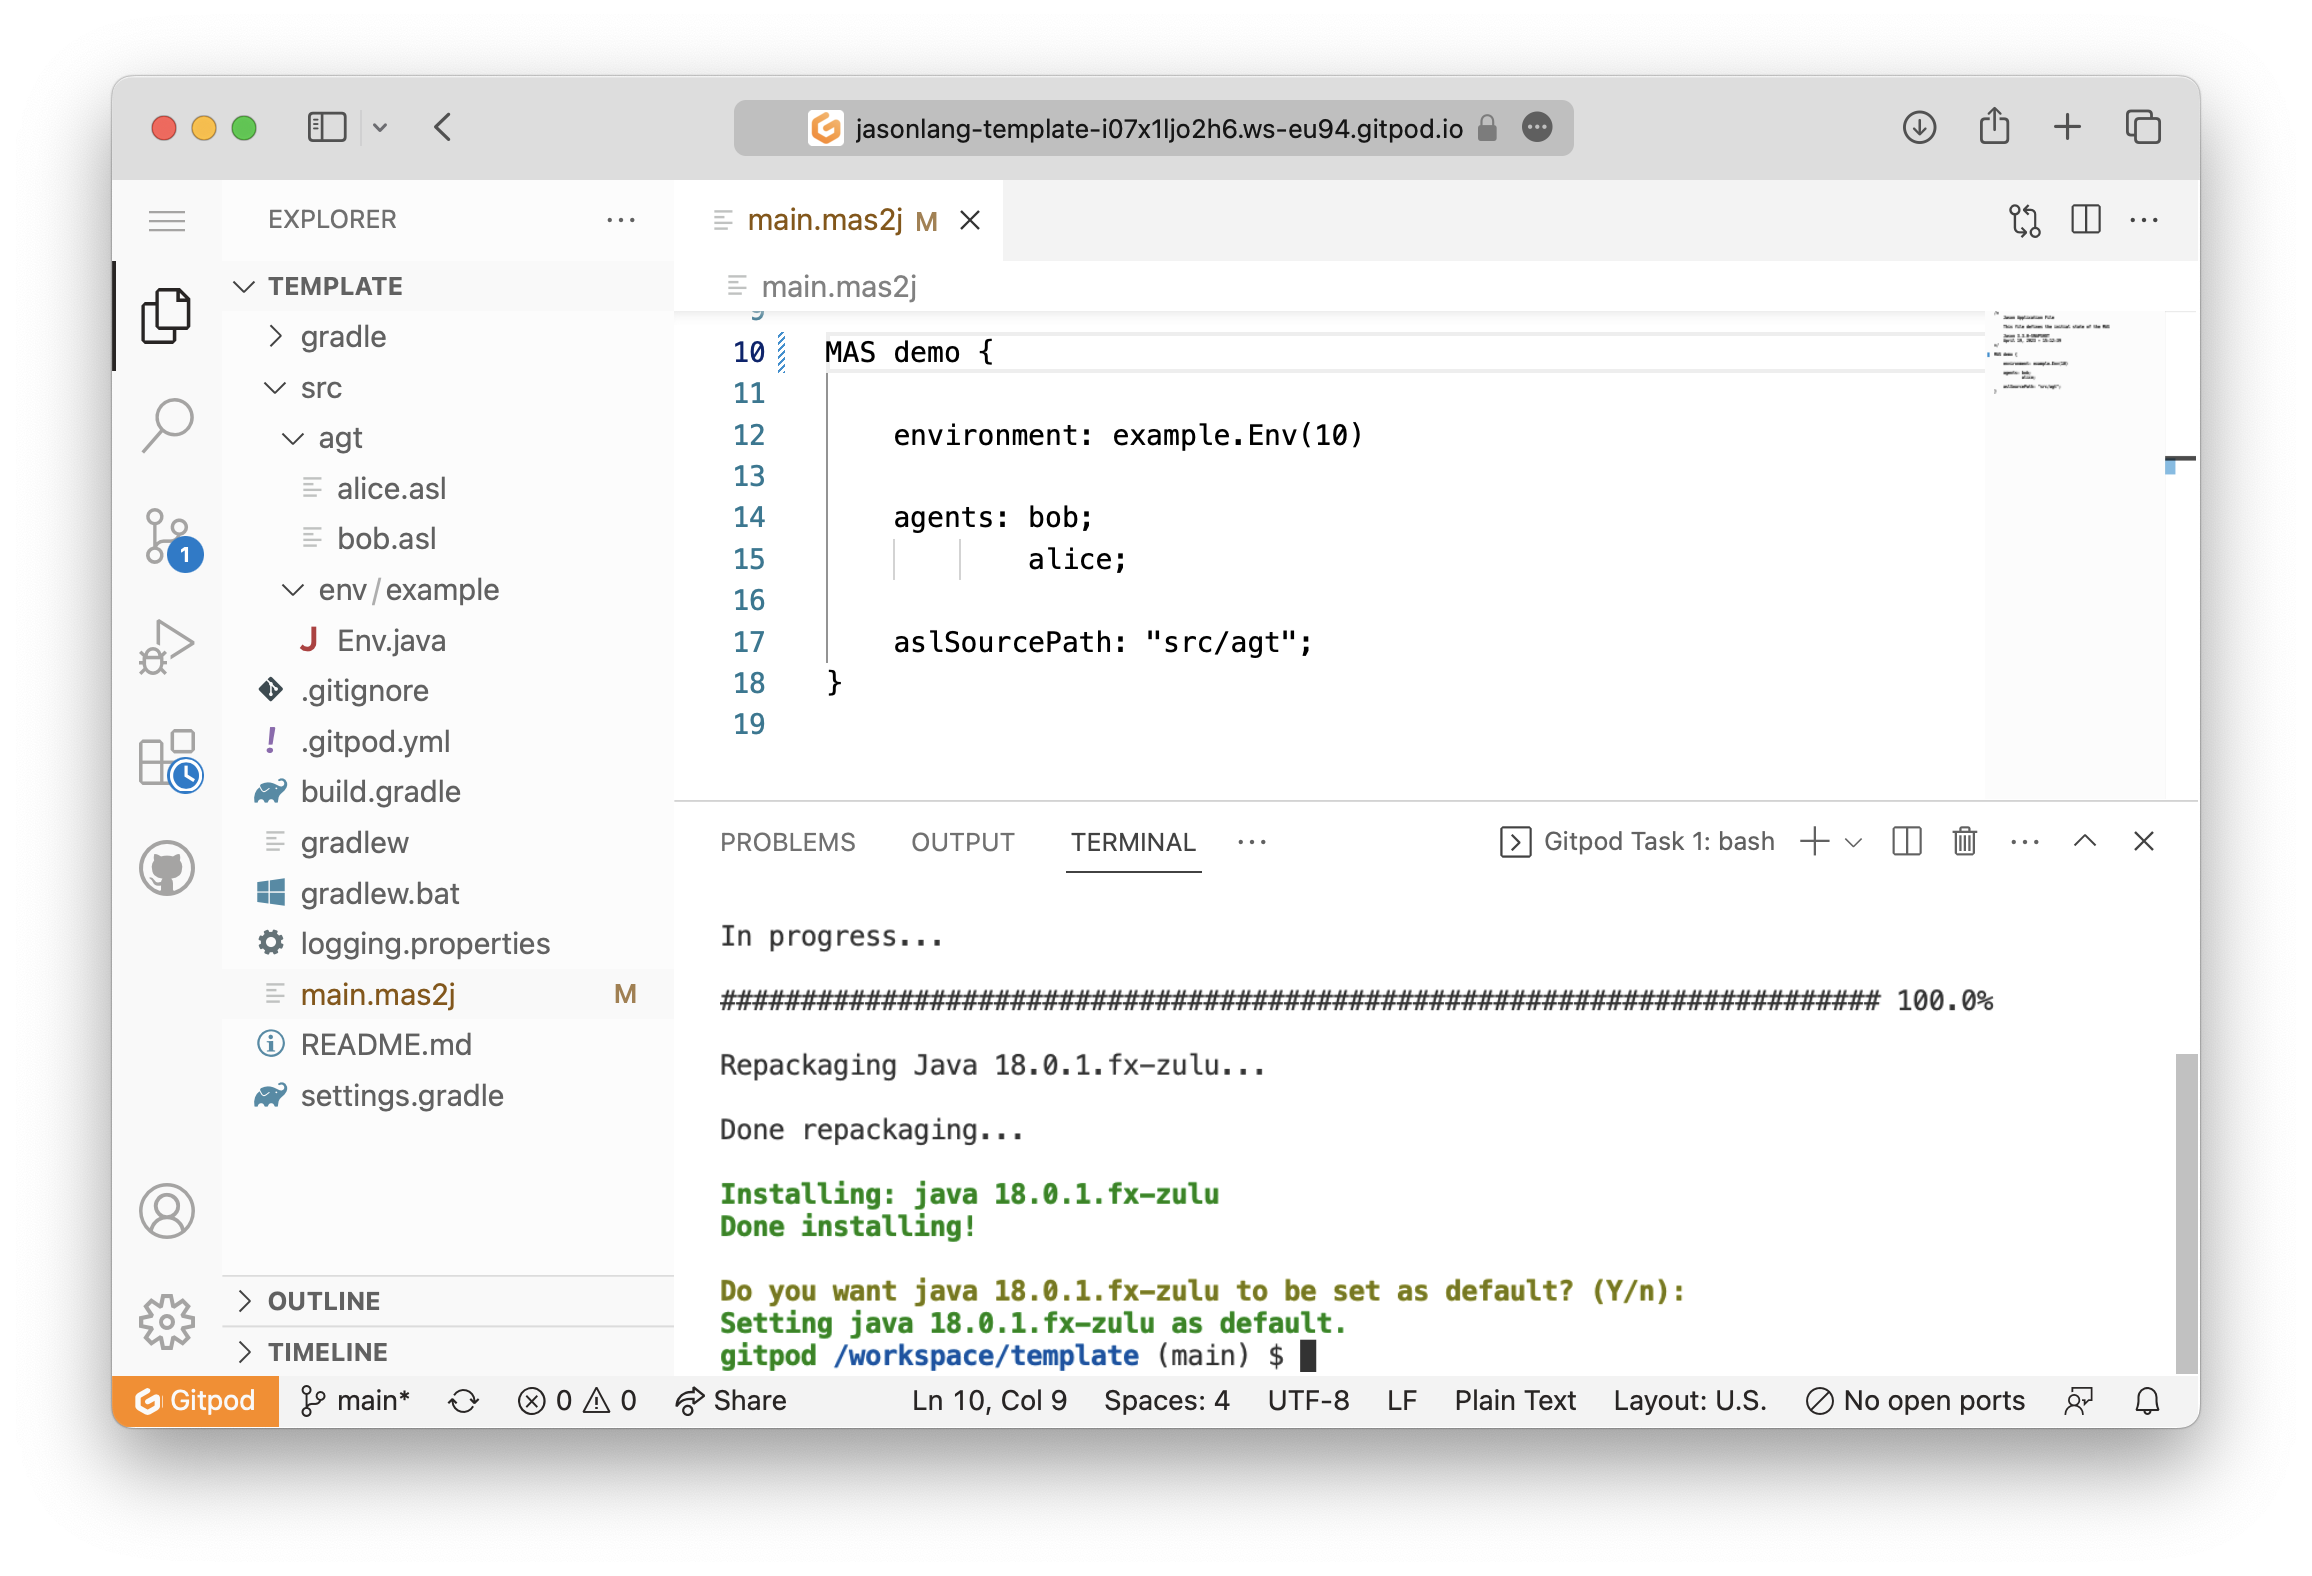 jasonlang-template-i07x1ljo2h6.ws-eu94.gitpod.io
EXPLORER
TEMPLATE
gradle
src
agt
alice.asl
bob.asl
env/example
J Env.java
.gitignore
! .gitpod.yml
build.gradle
gradlew
gradlew.bat
logging.properties
main.mas2j M
README.md
settings.gradle
OUTLINE
TIMELINE
1
main.mas2j M
main.mas2j
9
10 MAS demo {
11
12 environment: example.Env(10)
13
14 agents: bob;
15 alice;
16
17 aslSourcePath: "src/agt";
18 }
19
PROBLEMS OUTPUT TERMINAL Gitpod Task 1: bash
In progress...
######################################################################## 100.0%
Repackaging Java 18.0.1.fx-zulu...
Done repackaging...
Installing: java 18.0.1.fx-zulu
Done installing!
Do you want java 18.0.1.fx-zulu to be set as default? (Y/n):
Setting java 18.0.1.fx-zulu as default.
gitpod /workspace/template (main) $
Gitpod main* 0 0 Share Ln 10, Col 9 Spaces: 4 UTF-8 LF Plain Text Layout: U.S. No open ports